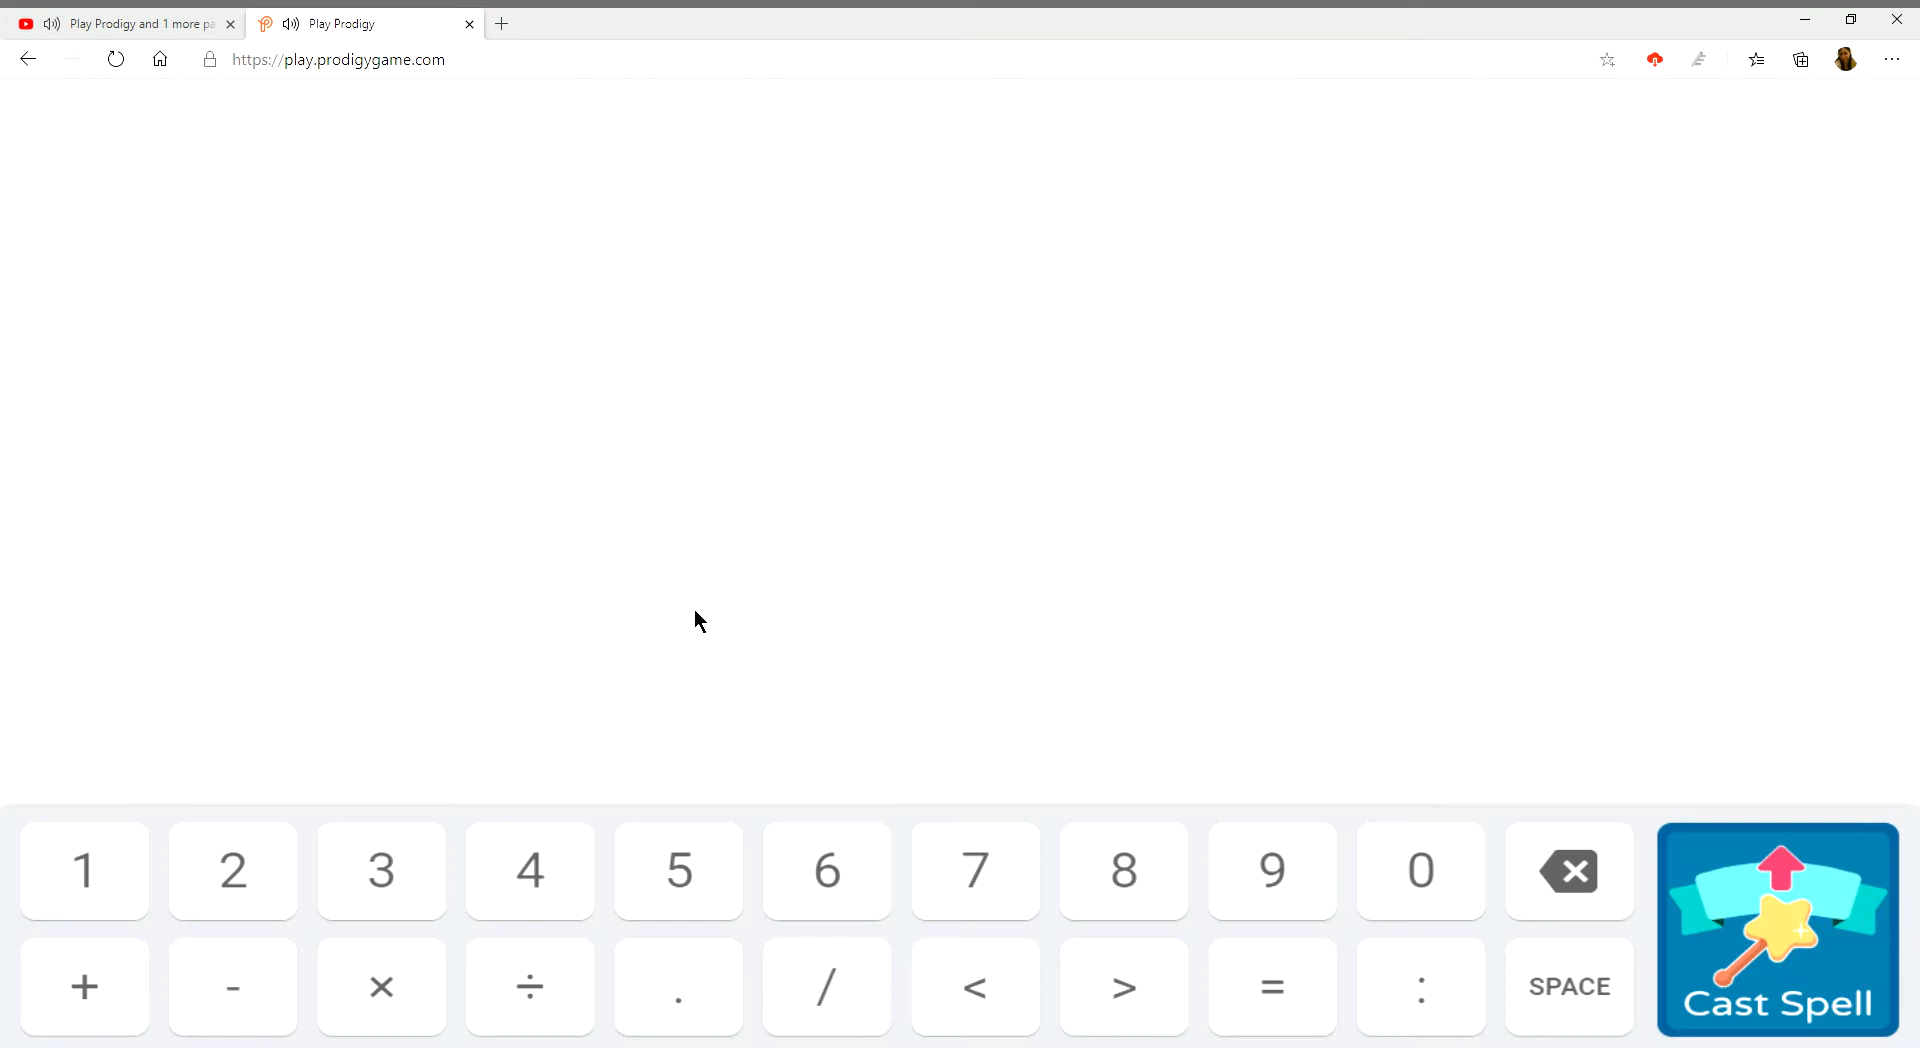 Play Prodigy and 1 more pa
Play Prodigy
https://play.prodigygame.com
1 2 3 4 5 6 7 8 9 0
+ - × ÷ . / < > = : SPACE
Cast Spell